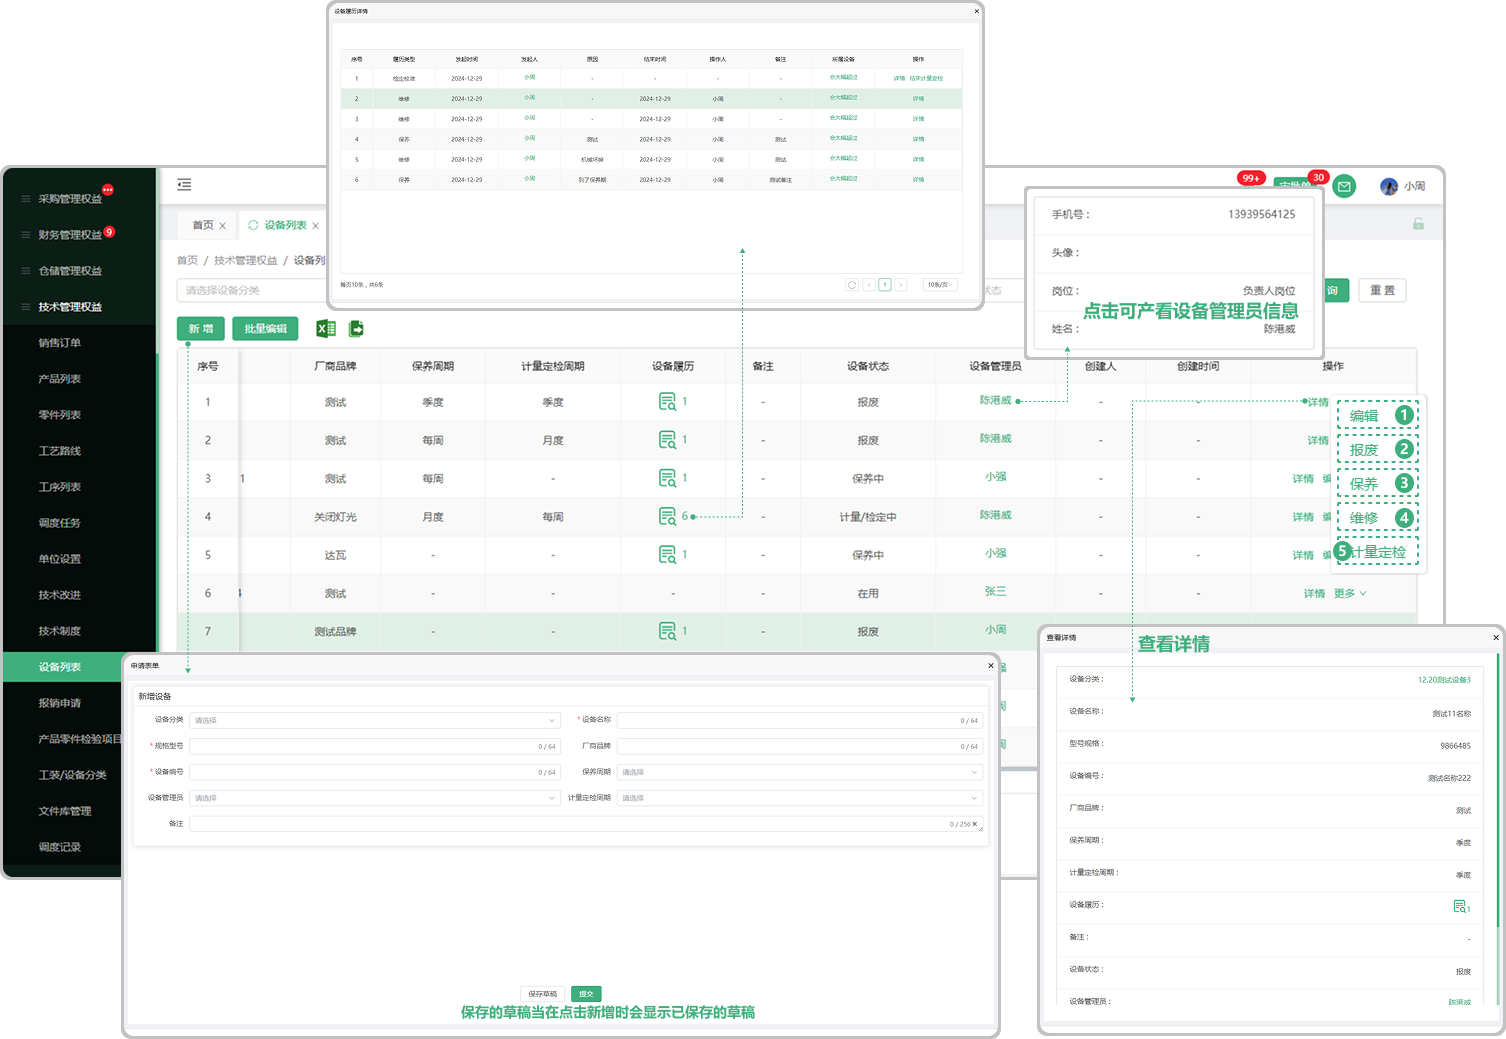 设备履历详情 ×
序号 履历类型 发起时间 发起人 原因 结束时间 操作人 备注 所属设备 操作
1 检定校准 2024-12-29 小周 - - - - 会大幅超过 详情 结束计量定检
2 维修 2024-12-29 小周 - 2024-12-29 小周 - 会大幅超过 详情
3 维修 2024-12-29 小周 - 2024-12-29 小周 - 会大幅超过 详情
4 保养 2024-12-29 小周 测试 2024-12-29 小周 测试 会大幅超过 详情
5 维修 2024-12-29 小周 机械坏掉 2024-12-29 小周 测试 会大幅超过 详情
6 保养 2024-12-29 小周 到了保养期 2024-12-29 小周 测试备注 会大幅超过 详情
每页10条，共6条 1 10条/页
采购管理权益
财务管理权益 9
仓储管理权益
技术管理权益
销售订单
产品列表
零件列表
工艺路线
工序列表
调度任务
单位设置
技术改进
技术制度
设备列表
报销申请
产品零件检验项目
工装/设备分类
文件库管理
调度记录
99+ 30 小周
首页 × 设备列表 ×
首页 / 技术管理权益 / 设备列
请选择设备分类 状态 询 重置
新增 批量编辑
手机号： 13939564125
头像：
岗位： 负责人岗位
点击可产看设备管理员信息
姓名： 陈港威
序号 厂商品牌 保养周期 计量定检周期 设备履历 备注 设备状态 设备管理员 创建人 创建时间 操作
1 测试 季度 季度 1 - 报废 陈港威 - - 详情
2 测试 每周 月度 1 - 报废 陈港威 - - 详情
3 1 测试 每周 - 1 - 保养中 小强 - - 详情 编
4 关闭灯光 月度 每周 6 - 计量/检定中 陈港威 - - 详情 编
5 达瓦 - - 1 - 保养中 小强 - - 详情 编
6 4 测试 - - - - 在用 张三 - - 详情 更多
7 测试品牌 - - 1 - 报废 小周
编辑 1
报废 2
保养 3
维修 4
5 计量定检
申请表单 ×
新增设备
设备分类 请选择 * 设备名称 0 / 64
* 规格型号 0 / 64 厂商品牌 0 / 64
* 设备编号 0 / 64 保养周期 请选择
设备管理员 请选择 计量定检周期 请选择
备注 0 / 256 ×
保存草稿 提交
保存的草稿当在点击新增时会显示已保存的草稿
查看详情 ×
查看详情
设备分类： 12.20测试设备3
设备名称： 测试11名称
型号规格： 9866485
设备编号： 测试名称222
厂商品牌： 测试
保养周期： 季度
计量定检周期： 季度
设备履历： 1
备注： -
设备状态： 报废
设备管理员： 陈港威